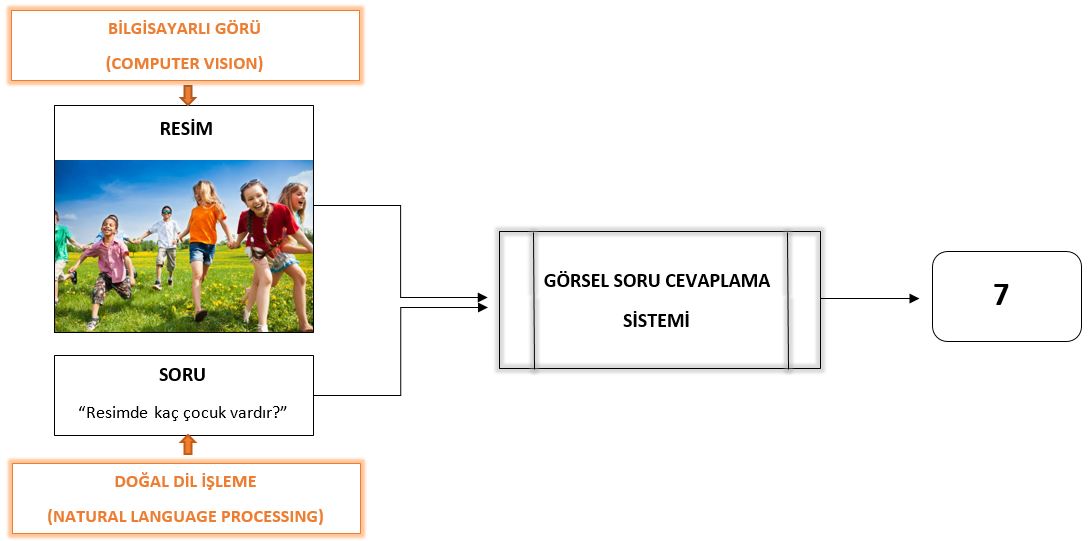 BİLGİSAYARLI GÖRÜ
(COMPUTER VISION)
RESİM
SORU
“Resimde kaç çocuk vardır?”
DOĞAL DİL İŞLEME
(NATURAL LANGUAGE PROCESSING)
GÖRSEL SORU CEVAPLAMA
SİSTEMİ
7